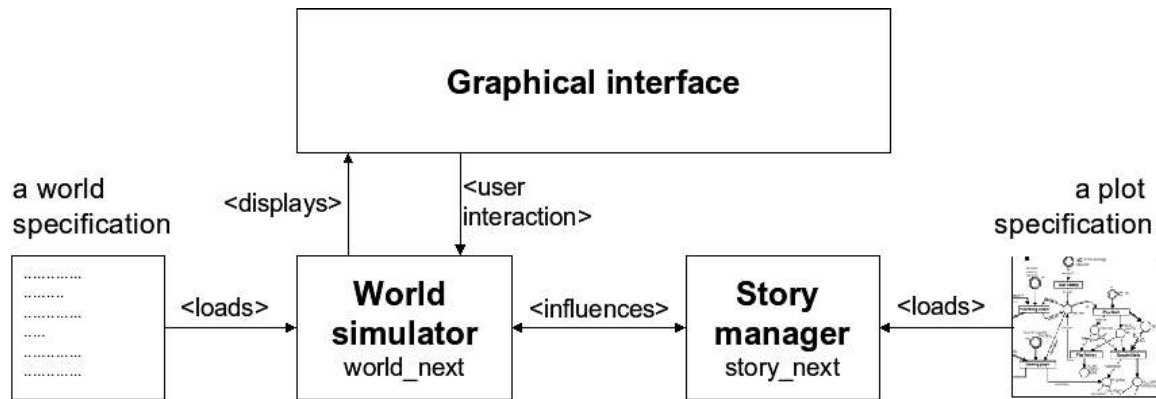 Graphical interface
a world
specification
<displays>
<user
interaction>
a plot
specification
<loads>
World
simulator
world_next
<influences>
Story
manager
story_next
<loads>